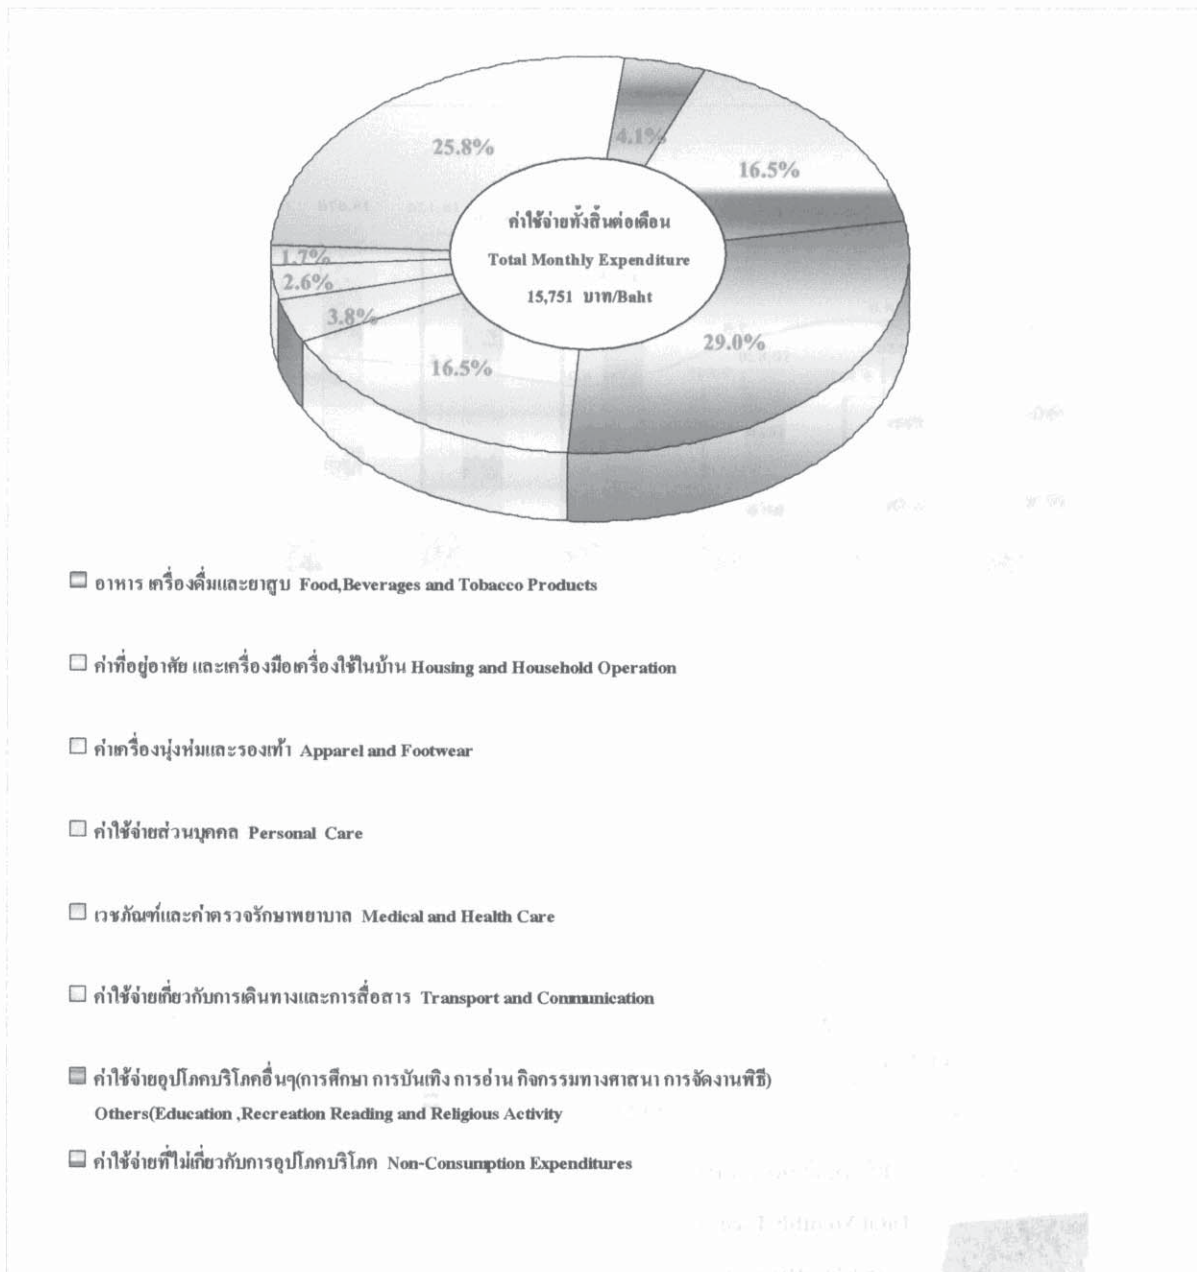 25.8%
4.1%
16.5%
ค่าใช้จ่ายทั้งสิ้นต่อเดือน
Total Monthly Expenditure
15,751 บาท/Baht
1.7%
2.6%
3.8%
29.0%
16.5%
อาหาร เครื่องดื่มและยาสูบ Food,Beverages and Tobacco Products
ค่าที่อยู่อาศัย และเครื่องมือเครื่องใช้ในบ้าน Housing and Household Operation
ค่าเครื่องนุ่งห่มและรองเท้า Apparel and Footwear
ค่าใช้จ่ายส่วนบุคคล Personal Care
เวชภัณฑ์และค่าตรวจรักษาพยาบาล Medical and Health Care
ค่าใช้จ่ายเกี่ยวกับการเดินทางและการสื่อสาร Transport and Communication
ค่าใช้จ่ายอุปโภคบริโภคอื่นๆ(การศึกษา การบันเทิง การอ่าน กิจกรรมทางศาสนา การจัดงานพิธี)
Others(Education ,Recreation Reading and Religious Activity
ค่าใช้จ่ายที่ไม่เกี่ยวกับการอุปโภคบริโภค Non-Consumption Expenditures